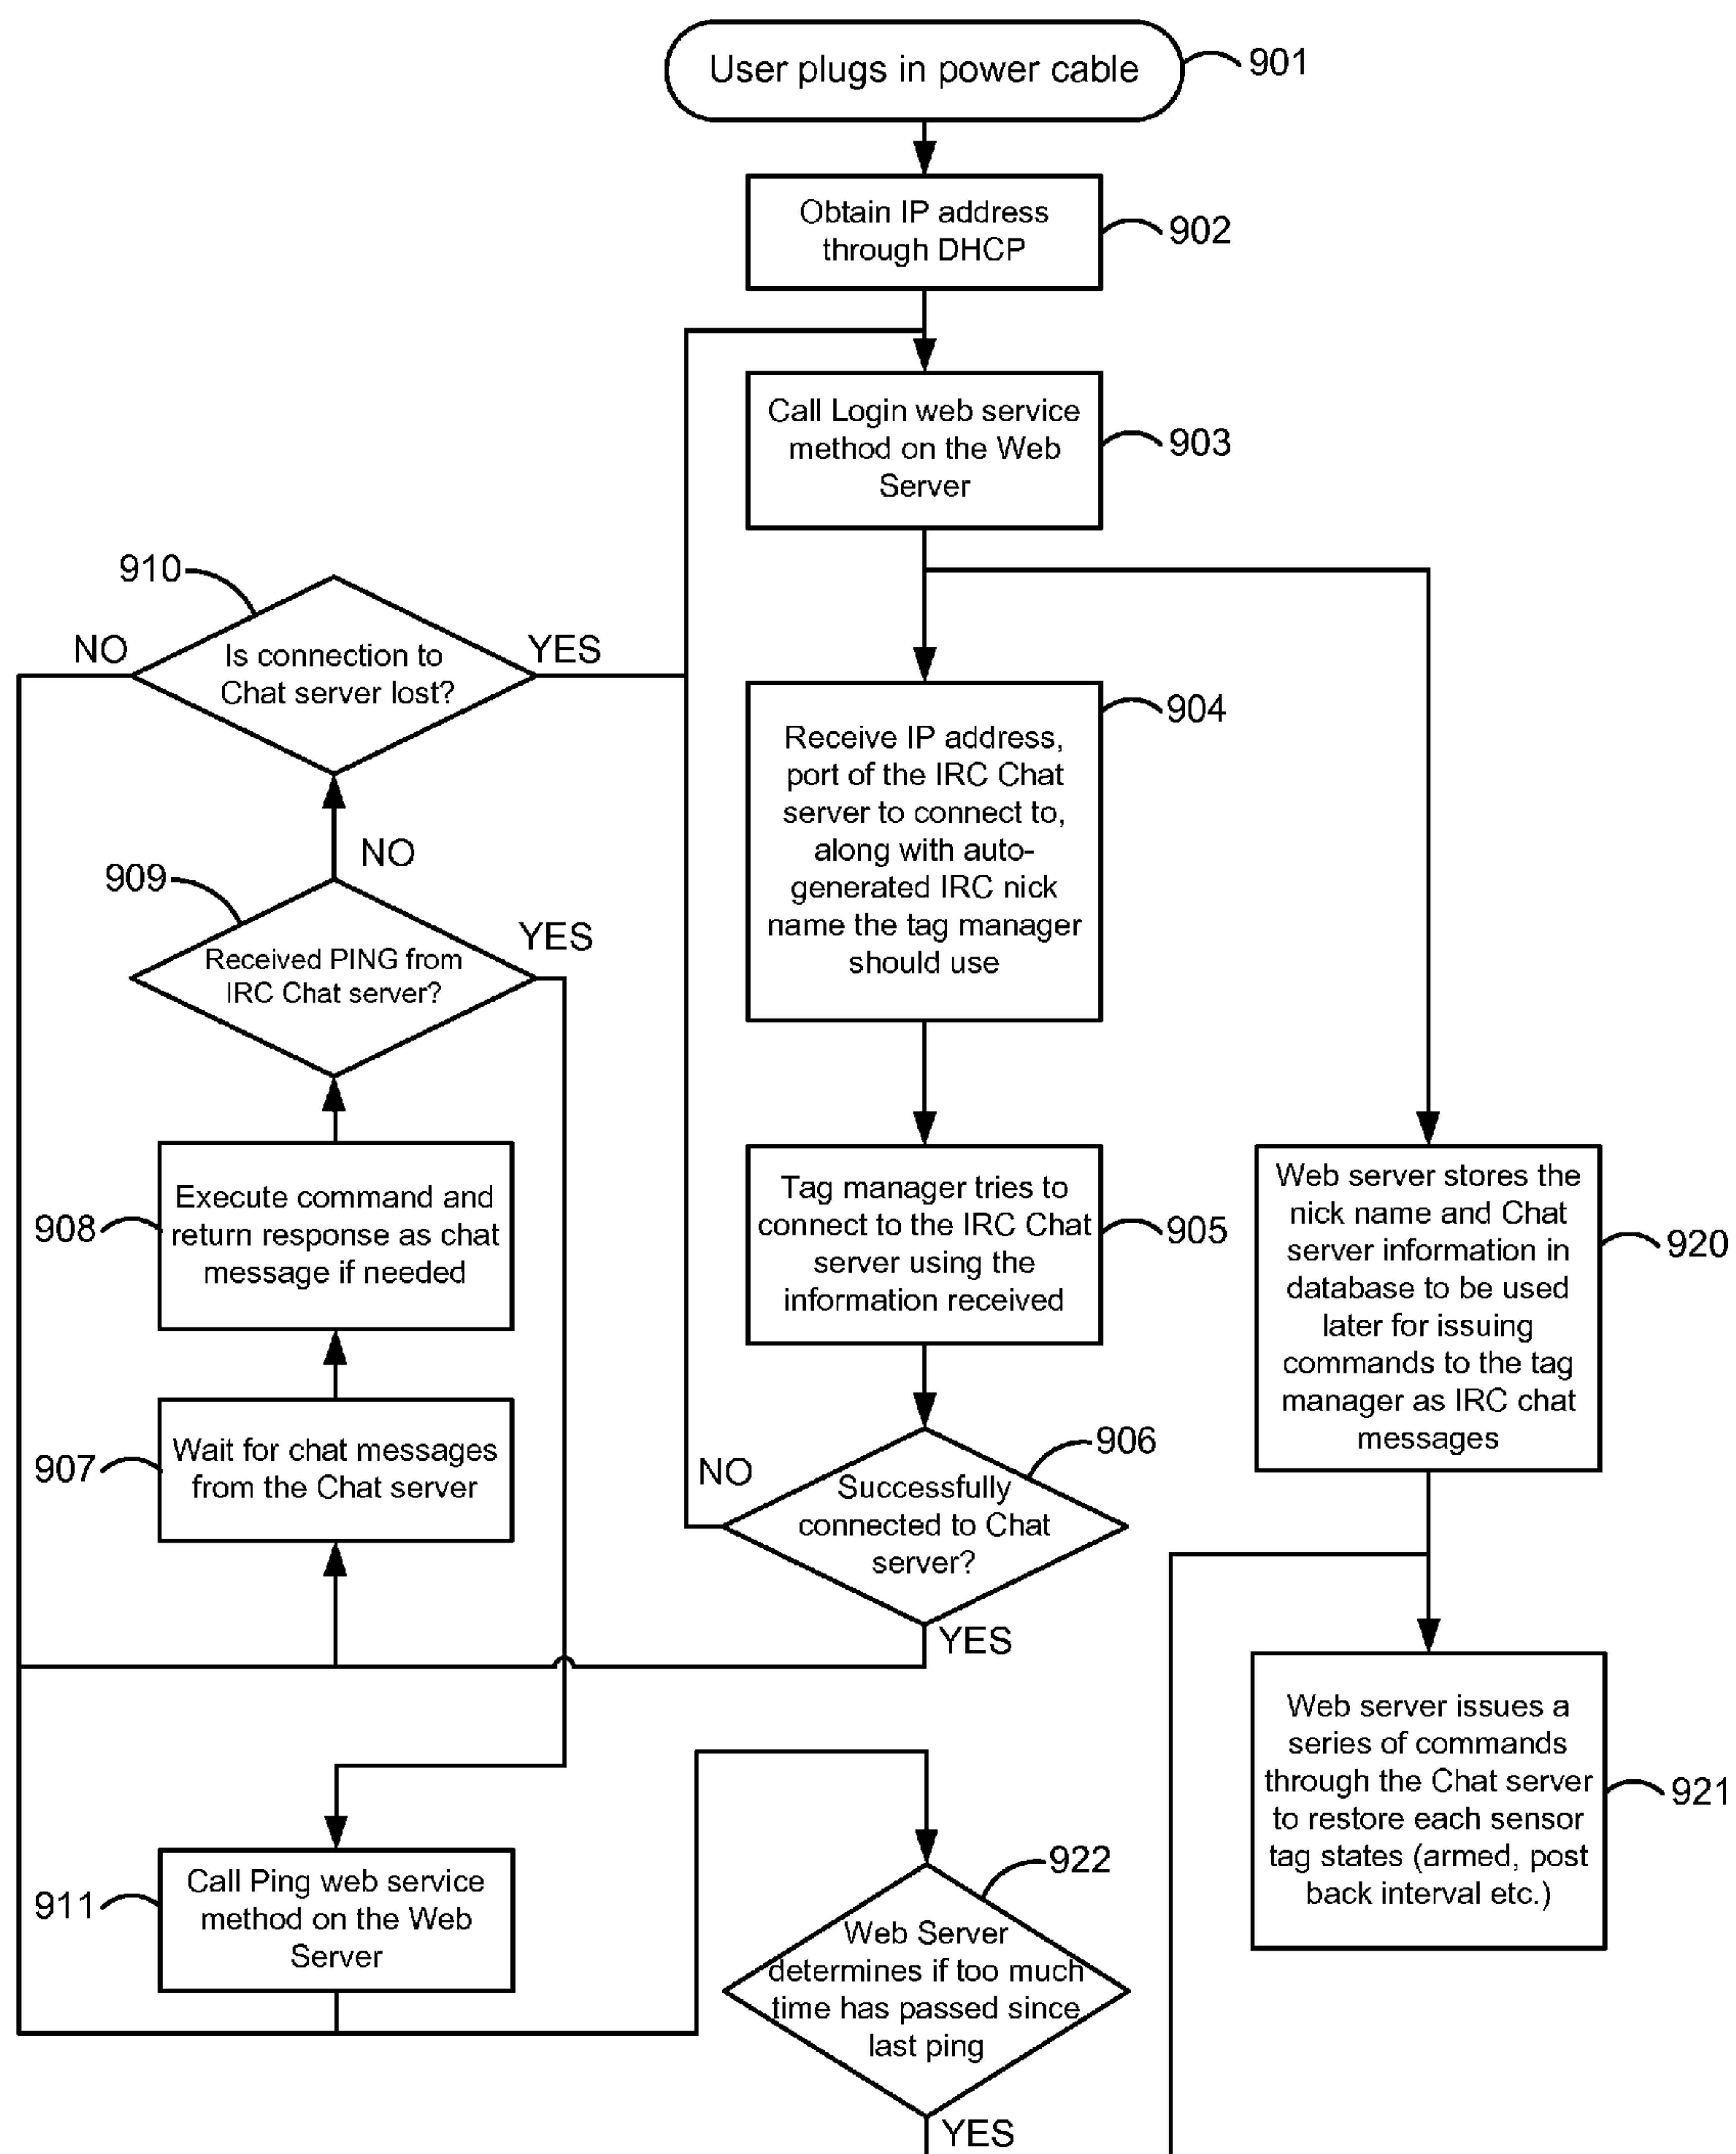 User plugs in power cable
901
Obtain IP address
through DHCP
902
Call Login web service
method on the Web
Server
903
910
NO
Is connection to
Chat server lost?
YES
904
Receive IP address,
port of the IRC Chat
server to connect to,
along with auto-
generated IRC nick
name the tag manager
should use
NO
909
Received PING from
IRC Chat server?
YES
908
Execute command and
return response as chat
message if needed
Tag manager tries to
connect to the IRC Chat
server using the
information received
905
Web server stores the
nick name and Chat
server information in
database to be used
later for issuing
commands to the tag
manager as IRC chat
messages
920
907
Wait for chat messages
from the Chat server
906
NO
Successfully
connected to Chat
server?
YES
Web server issues a
series of commands
through the Chat server
to restore each sensor
tag states (armed, post
back interval etc.)
921
911
Call Ping web service
method on the Web
Server
922
Web Server
determines if too much
time has passed since
last ping
YES